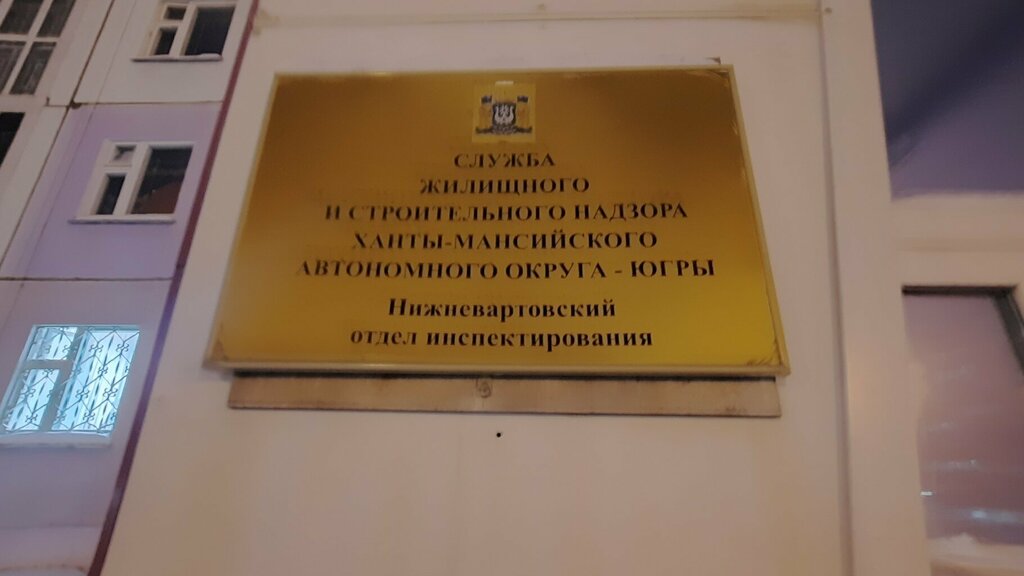 СЛУЖБА
ЖИЛИЩНОГО
И СТРОИТЕЛЬНОГО НАДЗОРА
ХАНТЫ-МАНСИЙСКОГО
АВТОНОМНОГО ОКРУГА - ЮГРЫ
Нижневартовский
отдел инспектирования